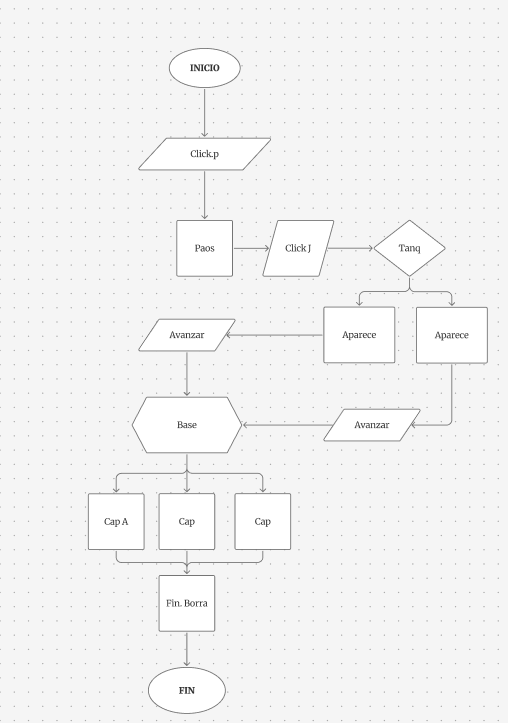 INICIO
Click.p
Paos
Click J
Tanq
Aparece
Aparece
Avanzar
Avanzar
Base
Cap A
Cap
Cap
Fin. Borra
FIN